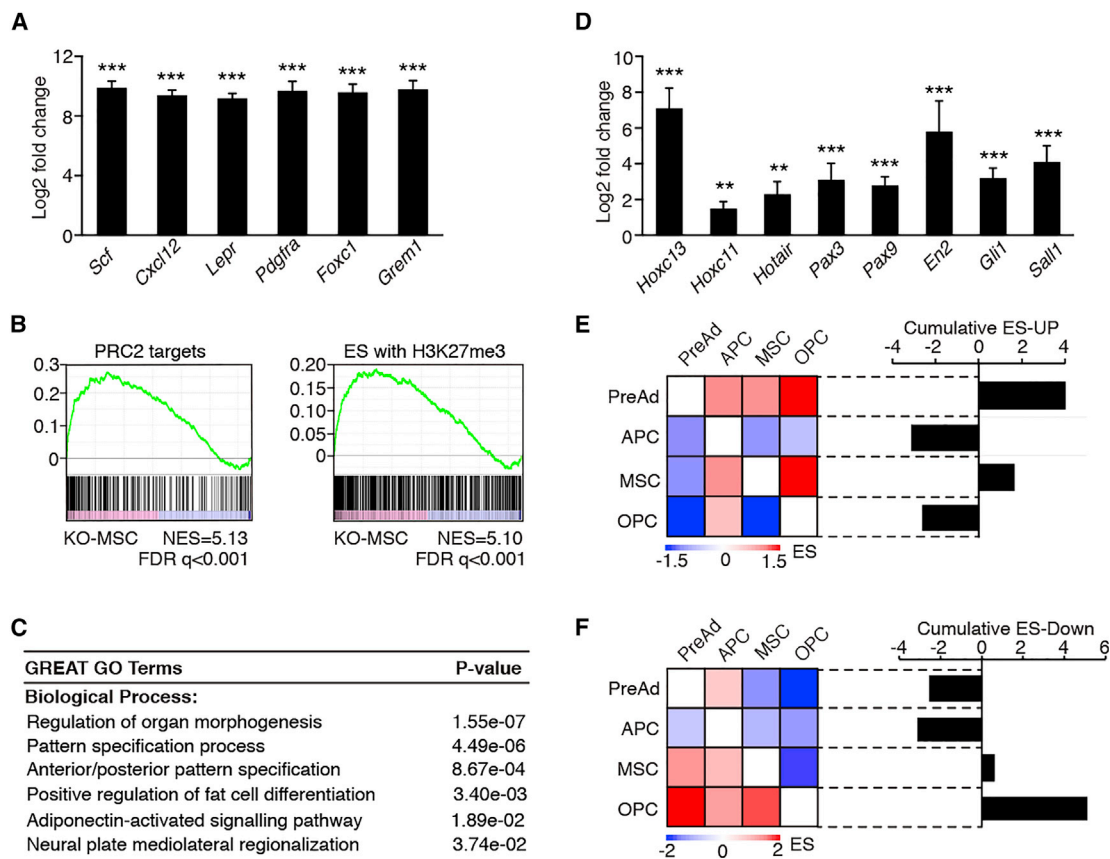 A
Log2 fold change
12
8
4
0
*** *** *** *** *** ***
Scf Cxcl12 Lepr Pdgfra Foxc1 Grem1
B
PRC2 targets
0.3
0.2
0.1
0
KO-MSC NES=5.13
FDR q<0.001
ES with H3K27me3
0.20
0.15
0.10
0.05
0.00
KO-MSC NES=5.10
FDR q<0.001
C
GREAT GO Terms P-value
Biological Process:
Regulation of organ morphogenesis 1.55e-07
Pattern specification process 4.49e-06
Anterior/posterior pattern specification 8.67e-04
Positive regulation of fat cell differentiation 3.40e-03
Adiponectin-activated signalling pathway 1.89e-02
Neural plate mediolateral regionalization 3.74e-02
D
Log2 fold change
10
8
6
4
2
0
*** ** ** *** *** *** *** ***
Hoxc13 Hoxc11 Hotair Pax3 Pax9 En2 Gli1 Sall1
E
PreAd APC MSC OPC
Cumulative ES-UP
-4 -2 0 2 4
PreAd
APC
MSC
OPC
-1.5 0 1.5 ES
F
PreAd APC MSC OPC
Cumulative ES-Down
-4 -2 0 2 4 6
PreAd
APC
MSC
OPC
-2 0 2 ES